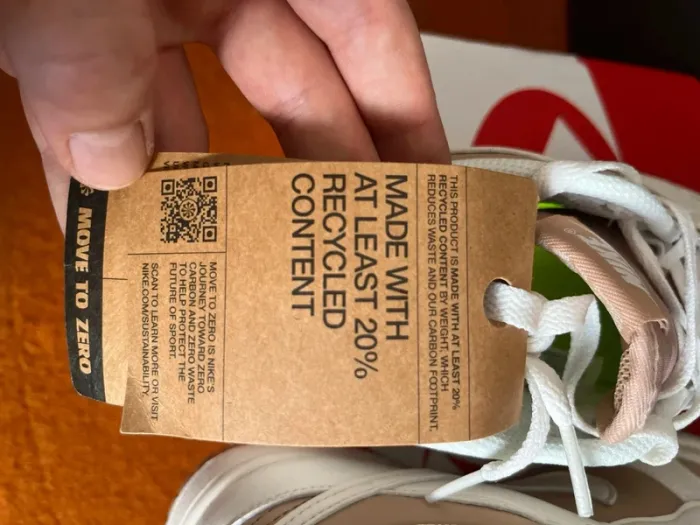 THIS PRODUCT IS MADE WITH AT LEAST 20%
RECYCLED CONTENT BY WEIGHT, WHICH
REDUCES WASTE AND OUR CARBON FOOTPRINT.
MADE WITH
AT LEAST 20%
RECYCLED
CONTENT
MOVE TO ZERO IS NIKE'S
JOURNEY TOWARD ZERO
CARBON AND ZERO WASTE
TO HELP PROTECT THE
FUTURE OF SPORT.
SCAN TO LEARN MORE OR VISIT
NIKE.COM/SUSTAINABILITY.
MOVE TO ZERO